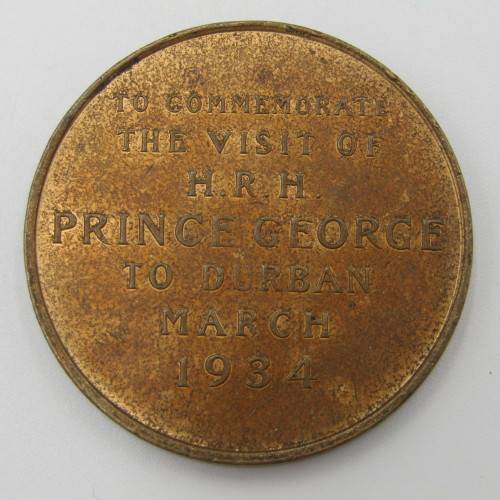 TO COMMEMORATE
THE VISIT OF
H.R.H.
PRINCE GEORGE
TO DURBAN
MARCH
1934